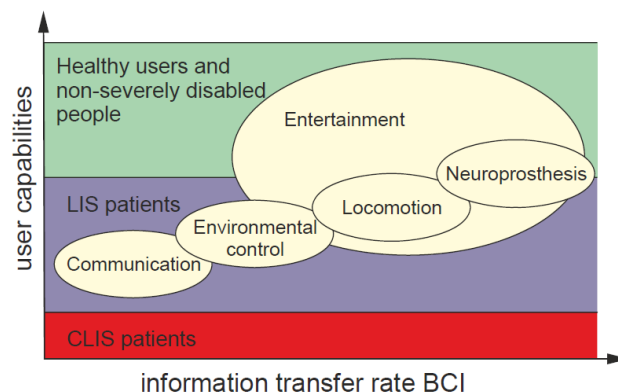 user capabilities
Healthy users and
non-severely disabled
people
Entertainment
Neuroprosthesis
LIS patients
Locomotion
Environmental
control
Communication
CLIS patients
information transfer rate BCI